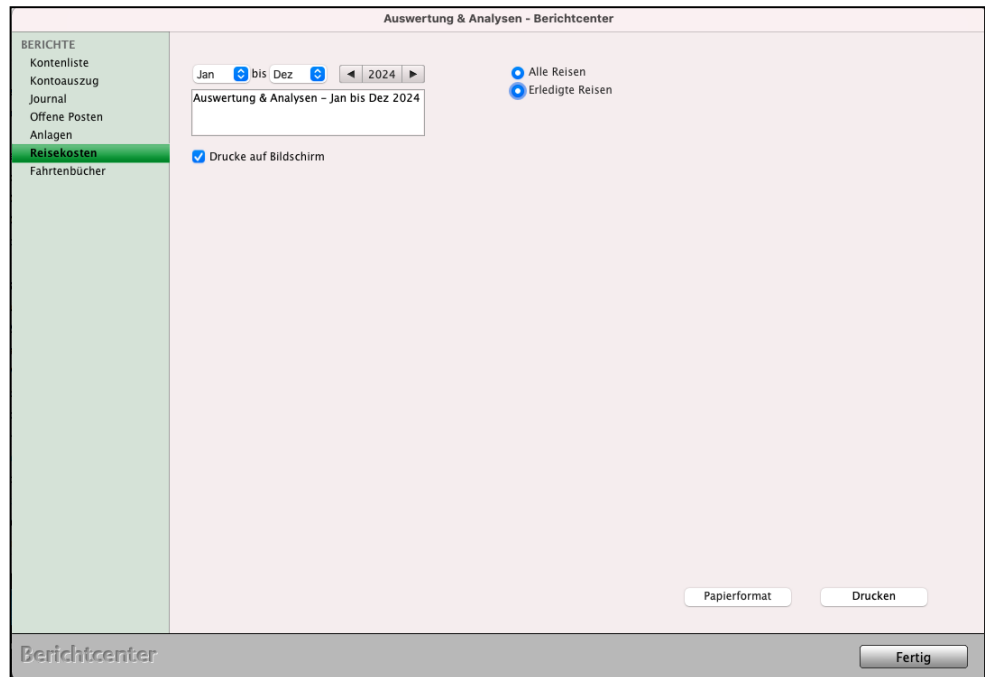 Auswertung & Analysen - Berichtcenter
BERICHTE
Kontenliste
Kontoauszug
Journal
Offene Posten
Anlagen
Reisekosten
Fahrtenbücher
Jan bis Dez 2024
Auswertung & Analysen - Jan bis Dez 2024
Drucke auf Bildschirm
Alle Reisen
Erledigte Reisen
Papierformat Drucken
Berichtcenter
Fertig